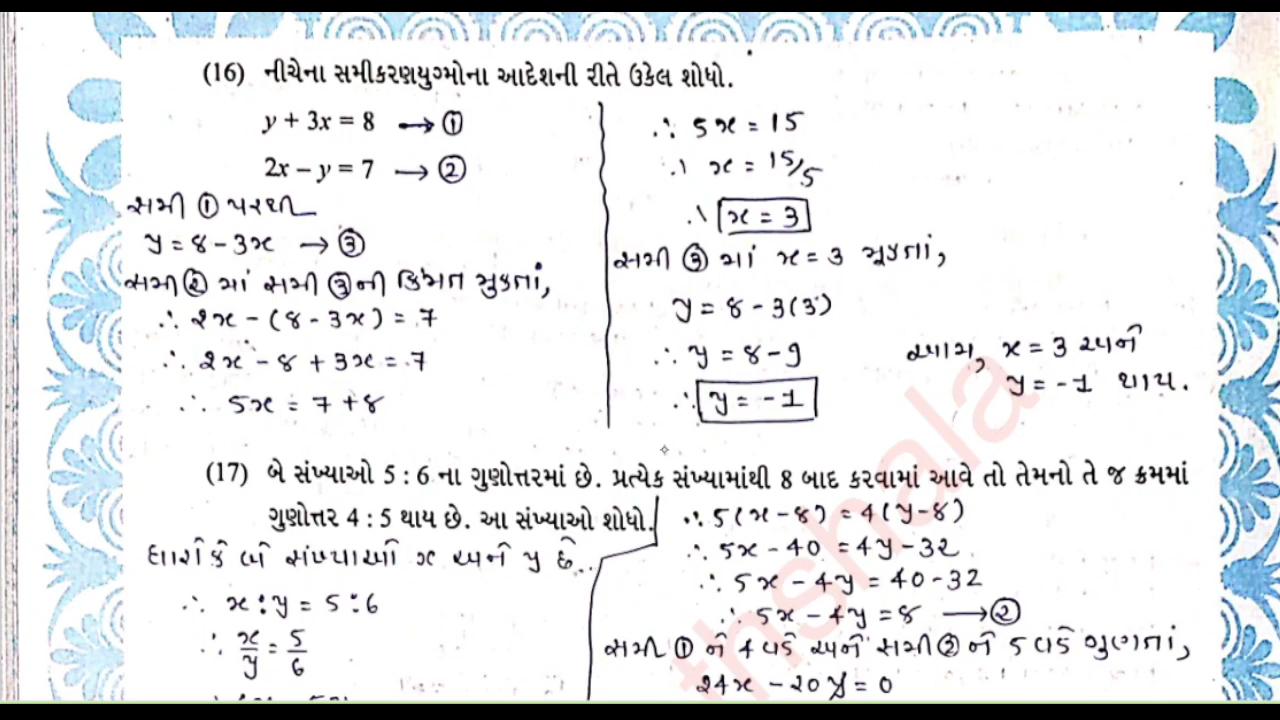 (16) નીચેના સમીકરણયુગ્મોના આદેશની રીતે ઉકેલ શોધો.
y + 3x = 8 → ①
2x – y = 7 → ②
સમી ① પરથી
y = 8 - 3x → ③
સમી ② માં સમી ③ ની કિંમત મુકતાં,
∴ 2x - (8 - 3x) = 7
∴ 2x - 8 + 3x = 7
∴ 5x = 7 + 8
∴ 5x = 15
∴ x = 15/5
∴ x = 3
સમી ③ માં x = 3 મૂકતાં,
y = 8 - 3(3)
∴ y = 8 - 9
∴ y = -1
આમ, x = 3 અને
y = -1 થાય.
(17) બે સંખ્યાઓ 5 : 6 ના ગુણોત્તરમાં છે. પ્રત્યેક સંખ્યામાંથી 8 બાદ કરવામાં આવે તો તેમનો તે જ ક્રમમાં
ગુણોત્તર 4 : 5 થાય છે. આ સંખ્યાઓ શોધો.
ધારોકે બે સંખ્યાઓ x અને y છે.
∴ x : y = 5 : 6
∴ x/y = 5/6
∴ 5(x - 8) = 4(y - 8)
∴ 5x - 40 = 4y - 32
∴ 5x - 4y = 40 - 32
∴ 5x - 4y = 8 → ②
સમી ① ને 4 વડે અને સમી ② ને 5 વડે ગુણતાં,
24x - 20y = 0
thshala